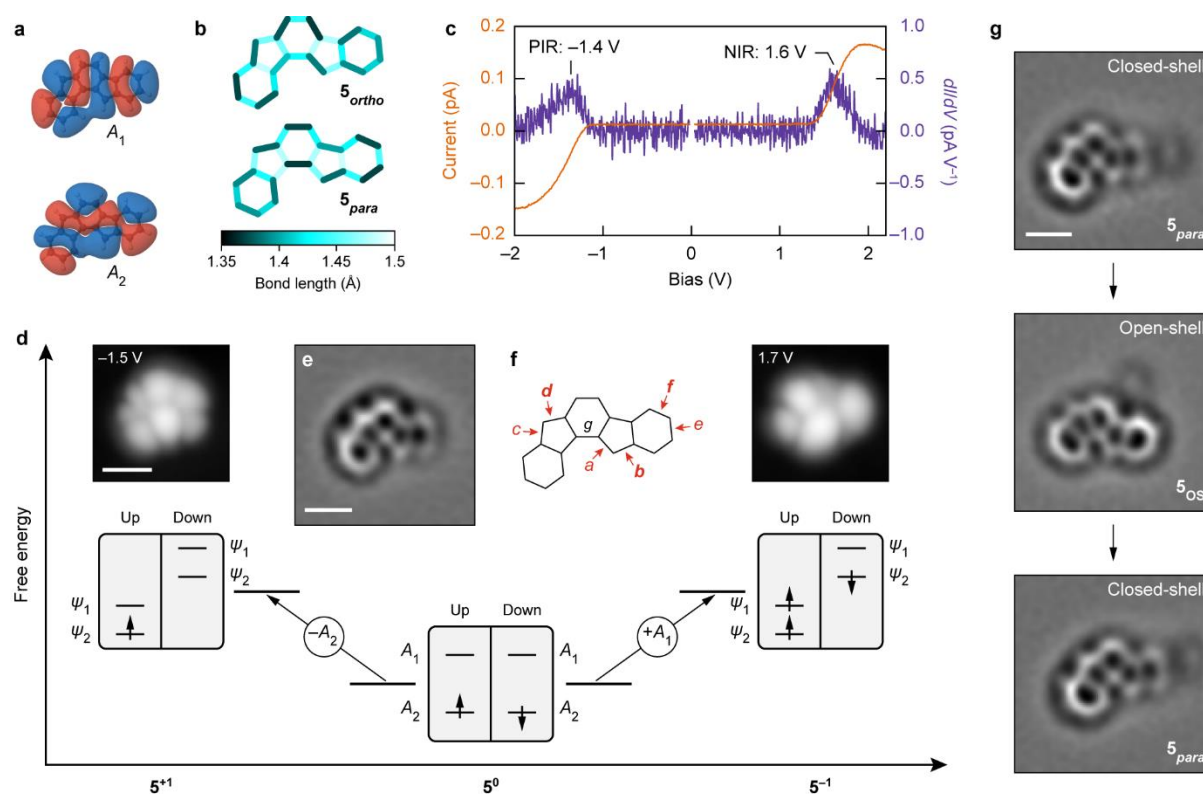 a
A1
A2
b
5ortho
5para
1.35 1.4 1.45 1.5
Bond length (Å)
c
PIR: –1.4 V
NIR: 1.6 V
Current (pA)
0.2
0.1
0.0
–0.1
–0.2
dI/dV (pA V⁻¹)
1.0
0.5
0.0
–0.5
–1.0
–2 –1 0 1 2
Bias (V)
d
Free energy
–1.5 V
e
f
d
c
g
a
b
f
e
1.7 V
Up Down
ψ1
ψ2
ψ1
ψ2
–A2
Up Down
A1 A1
A2 A2
+A1
Up Down
ψ1
ψ2
ψ1
ψ2
5+1 50 5–1
g
Closed-shell
5para
Open-shell
5OS
Closed-shell
5para